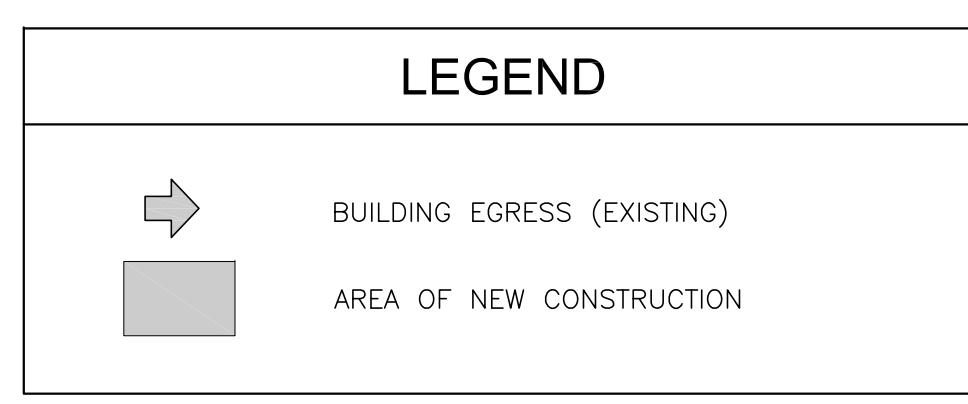 LEGEND
BUILDING EGRESS (EXISTING)
AREA OF NEW CONSTRUCTION